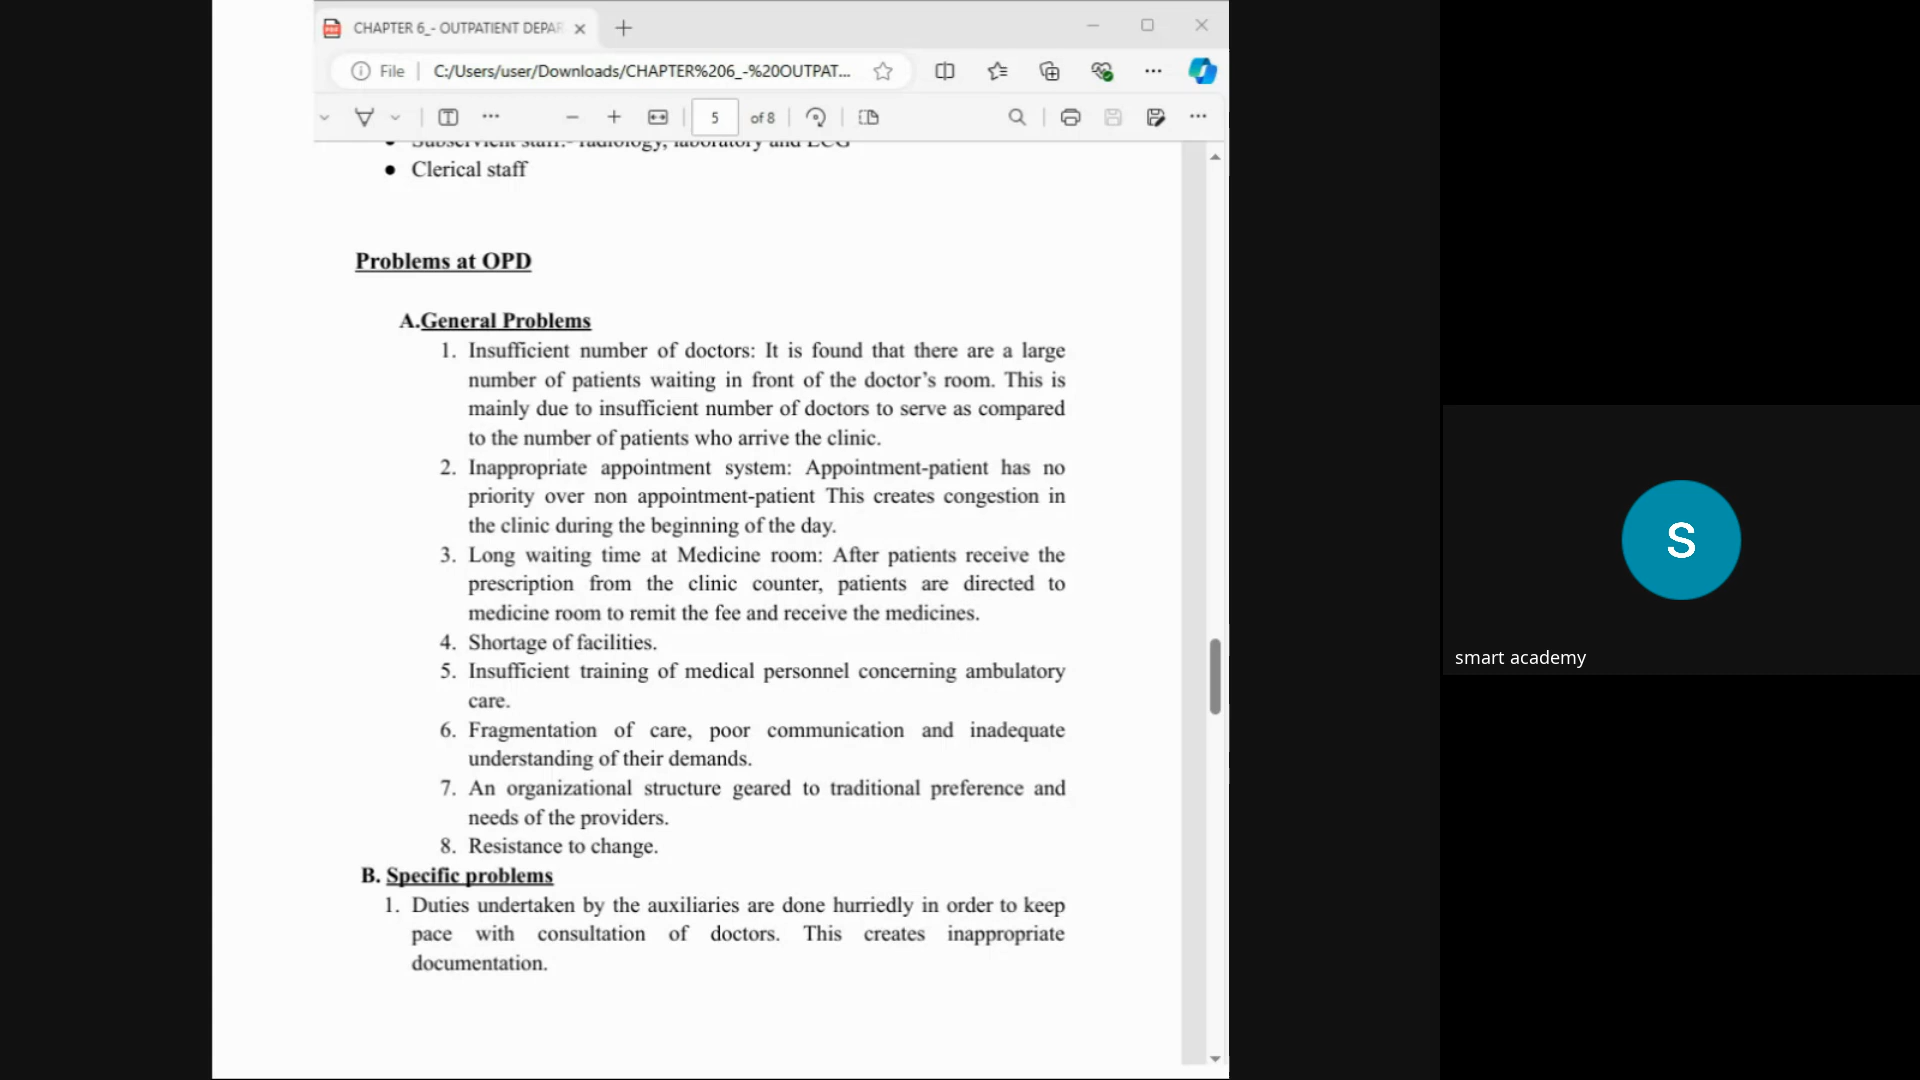 CHAPTER 6_- OUTPATIENT DEPAR
File
C:/Users/user/Downloads/CHAPTER%206_-%20OUTPAT...
5 of 8
Subservient staff:- radiology, laboratory and ECG
● Clerical staff
Problems at OPD
A.General Problems
1. Insufficient number of doctors: It is found that there are a large
number of patients waiting in front of the doctor’s room. This is
mainly due to insufficient number of doctors to serve as compared
to the number of patients who arrive the clinic.
2. Inappropriate appointment system: Appointment-patient has no
priority over non appointment-patient This creates congestion in
the clinic during the beginning of the day.
3. Long waiting time at Medicine room: After patients receive the
prescription from the clinic counter, patients are directed to
medicine room to remit the fee and receive the medicines.
4. Shortage of facilities.
5. Insufficient training of medical personnel concerning ambulatory
care.
6. Fragmentation of care, poor communication and inadequate
understanding of their demands.
7. An organizational structure geared to traditional preference and
needs of the providers.
8. Resistance to change.
B. Specific problems
1. Duties undertaken by the auxiliaries are done hurriedly in order to keep
pace with consultation of doctors. This creates inappropriate
documentation.
S
smart academy